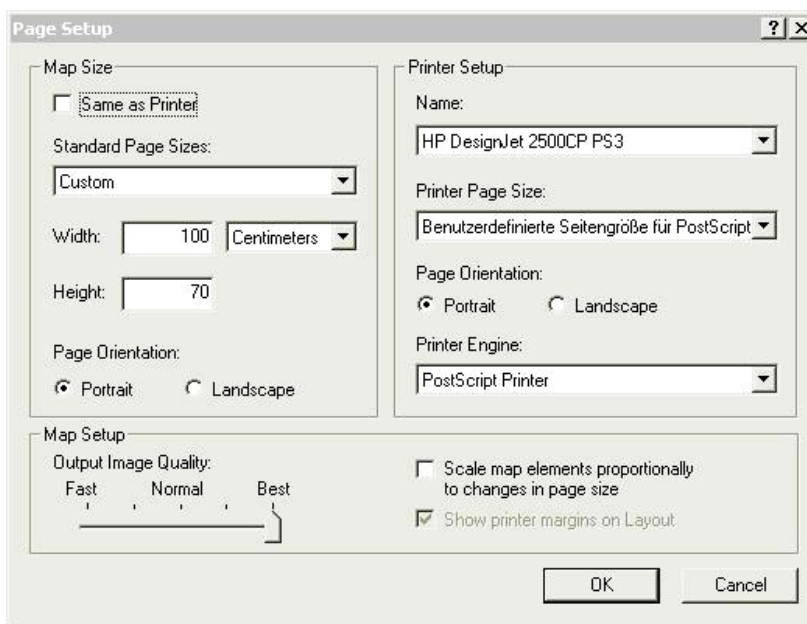 Page Setup
Map Size
Same as Printer
Standard Page Sizes:
Custom
Width: 100 Centimeters
Height: 70
Page Orientation:
Portrait Landscape
Printer Setup
Name:
HP DesignJet 2500CP PS3
Printer Page Size:
Benutzerdefinierte Seitengröße für PostScript
Page Orientation:
Portrait Landscape
Printer Engine:
PostScript Printer
Map Setup
Output Image Quality:
Fast Normal Best
Scale map elements proportionally
to changes in page size
Show printer margins on Layout
OK Cancel